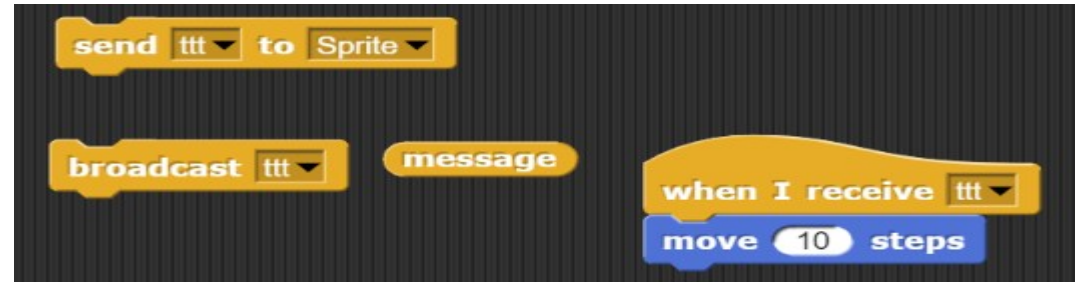 send ttt to Sprite
broadcast ttt
message
when I receive ttt
move 10 steps